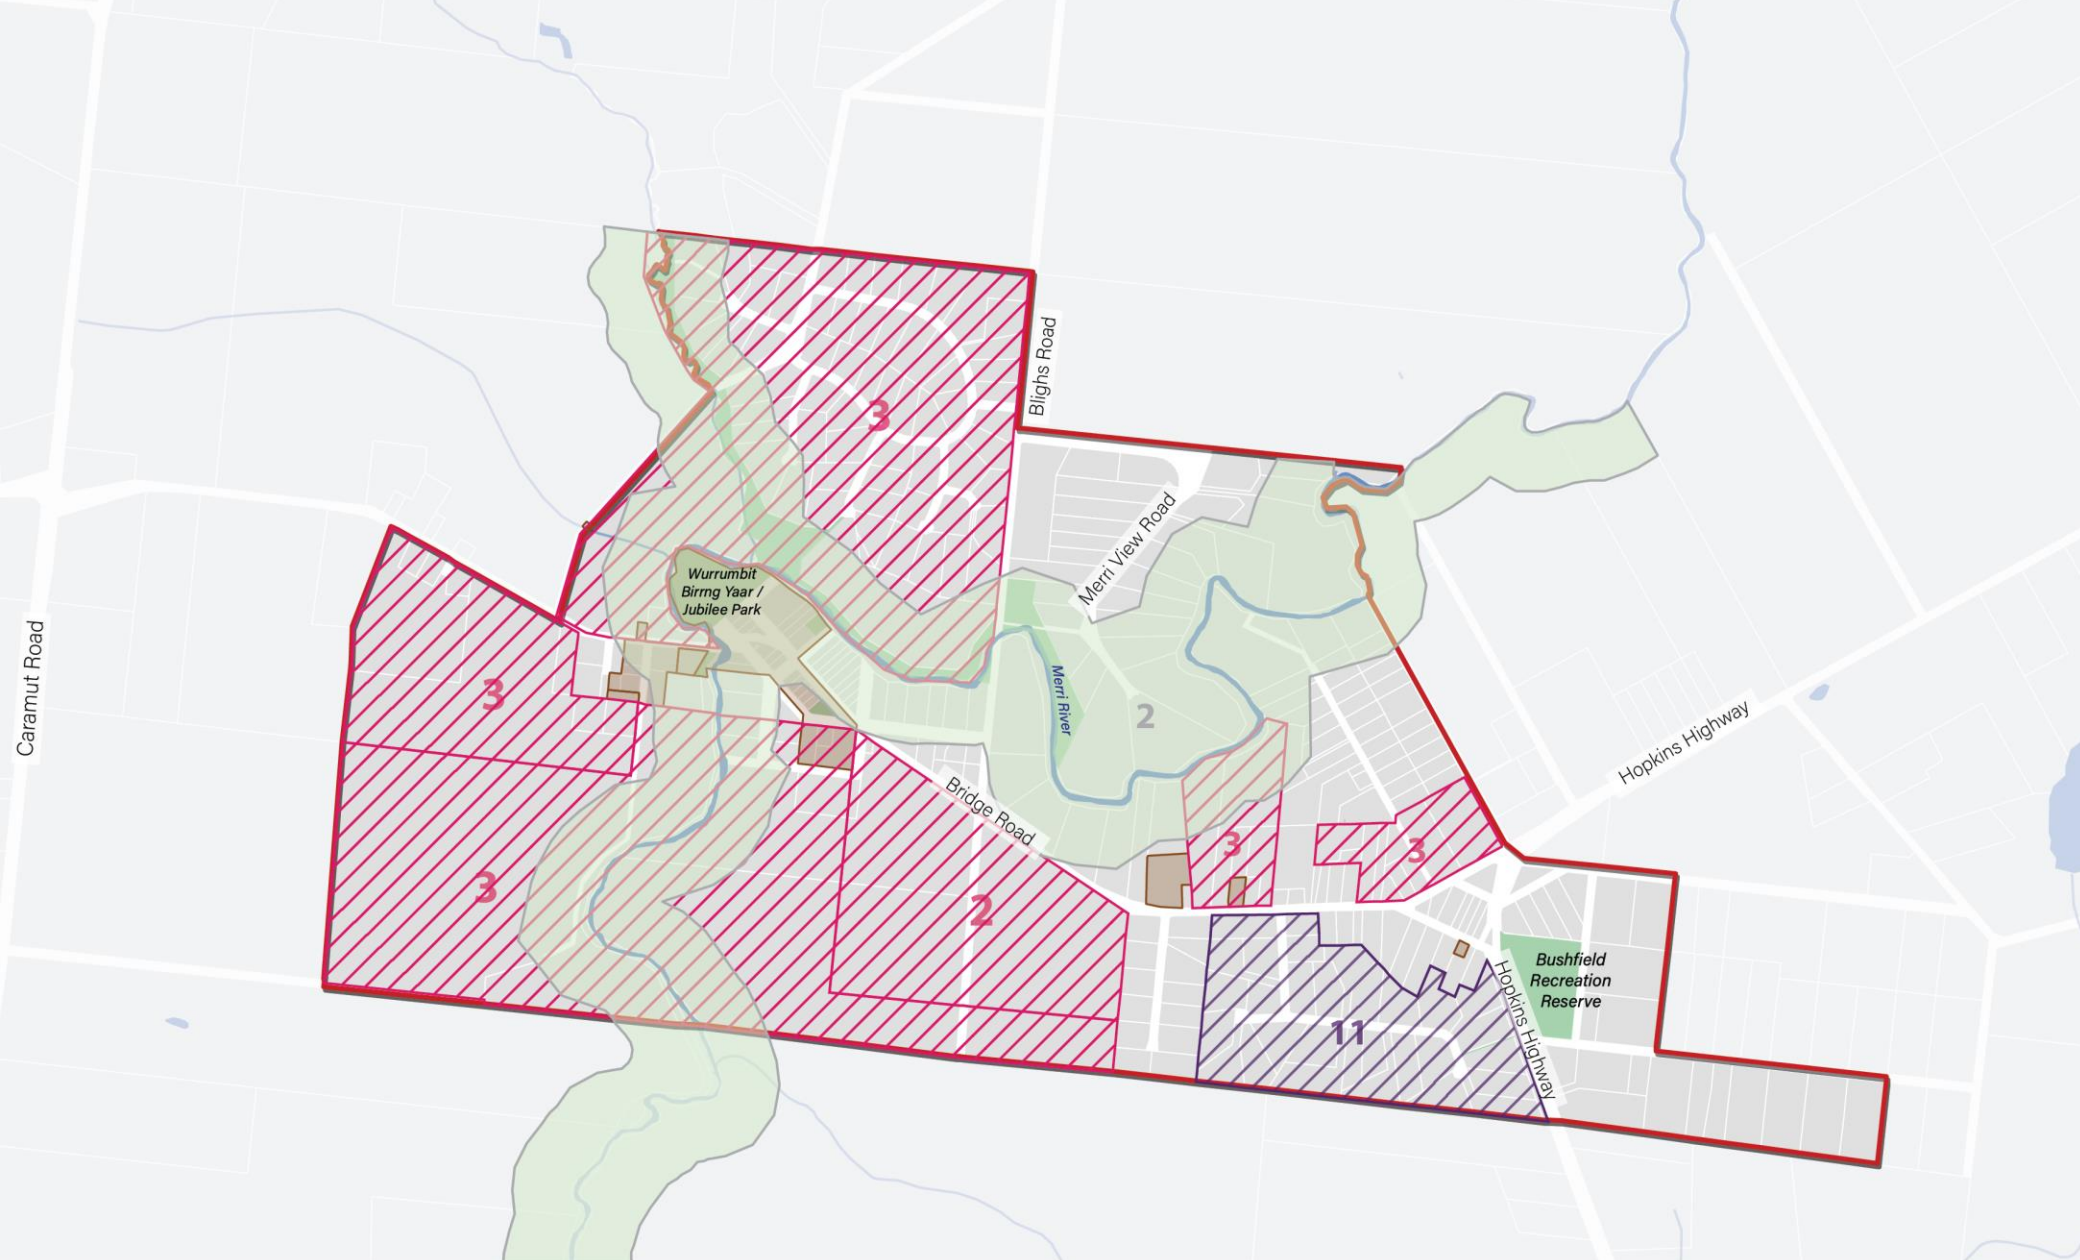 Blighs Road
3
Merri View Road
Wurrumbit
Birrng Yaar /
Jubilee Park
Caramut Road
3
Merri River
2
Hopkins Highway
Bridge Road
3
3
3
2
Bushfield
Recreation
Reserve
11
Hopkins Highway